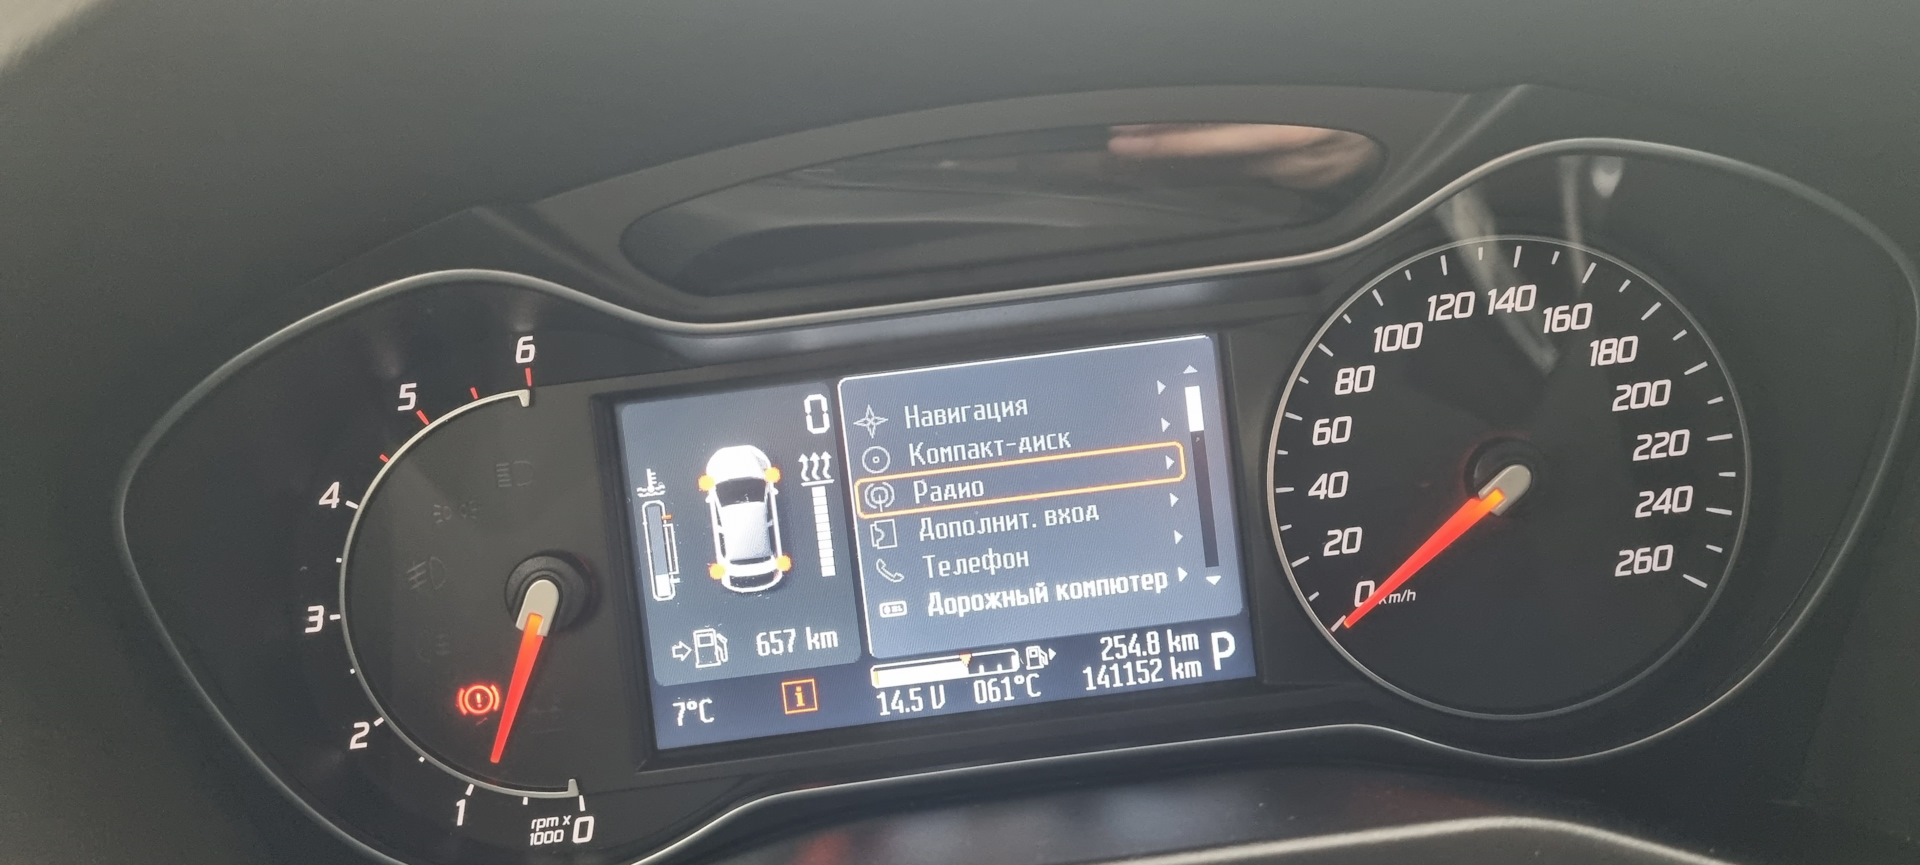 6
5
4
3
2
1
rpm x
1000 0
0
657 km
7°C
i
Навигация
Компакт-диск
Радио
Дополнит. вход
Телефон
Дорожный компютер
254.8 km
14.5 V 061°C 141152 km
P
0 km/h
20
40
60
80
100
120
140
160
180
200
220
240
260